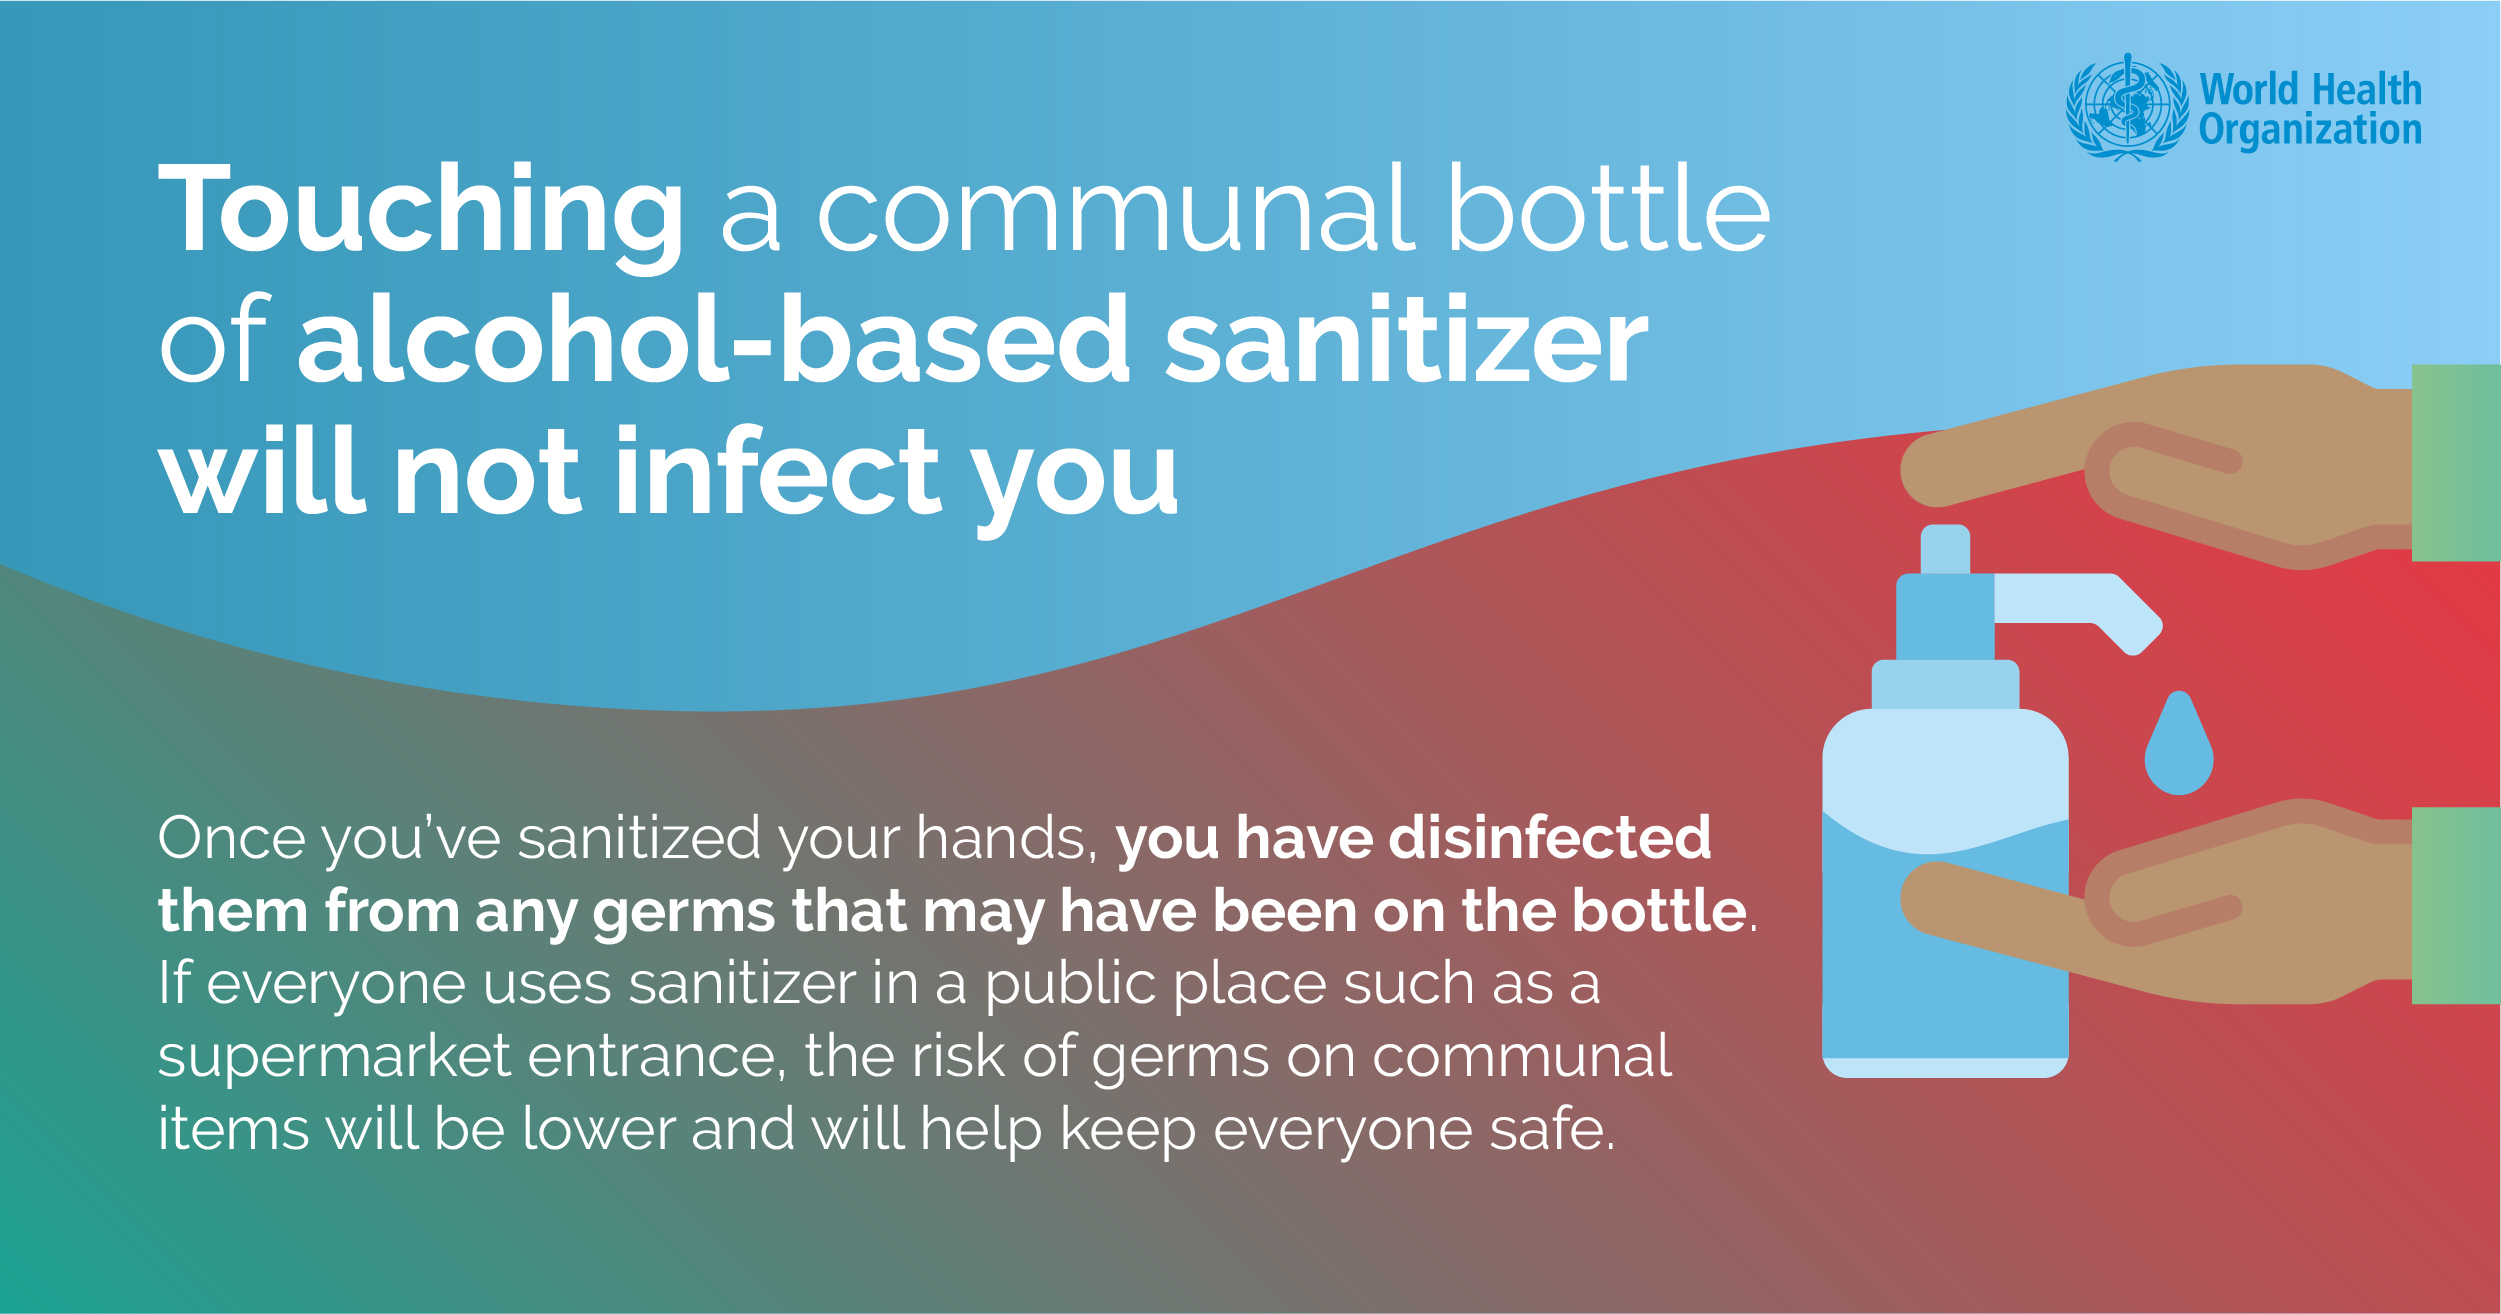 World Health
Organization
Touching a communal bottle
of alcohol-based sanitizer
will not infect you
Once you've sanitized your hands, you have disinfected
them from any germs that may have been on the bottle.
If everyone uses sanitizer in a public place such as a
supermarket entrance, the risk of germs on communal
items will be lower and will help keep everyone safe.